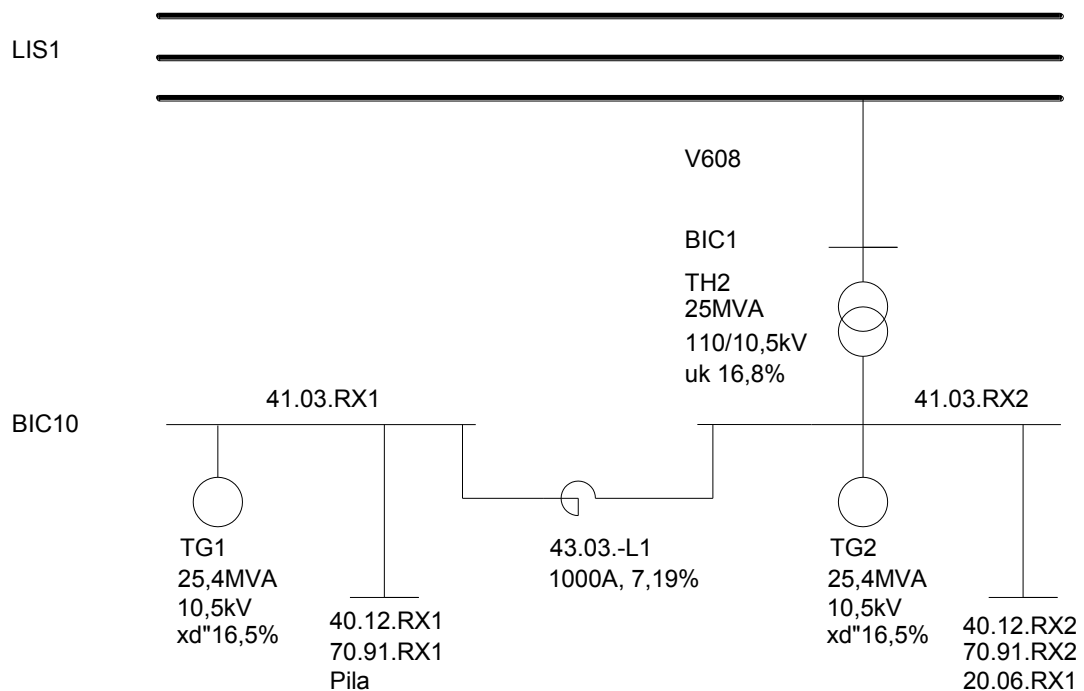 LIS1
V608
BIC1
TH2
25MVA
110/10,5kV
uk 16,8%
41.03.RX1
41.03.RX2
BIC10
TG1
25,4MVA
10,5kV
xd"16,5%
40.12.RX1
70.91.RX1
Pila
43.03.-L1
1000A, 7,19%
TG2
25,4MVA
10,5kV
xd"16,5%
40.12.RX2
70.91.RX2
20.06.RX1